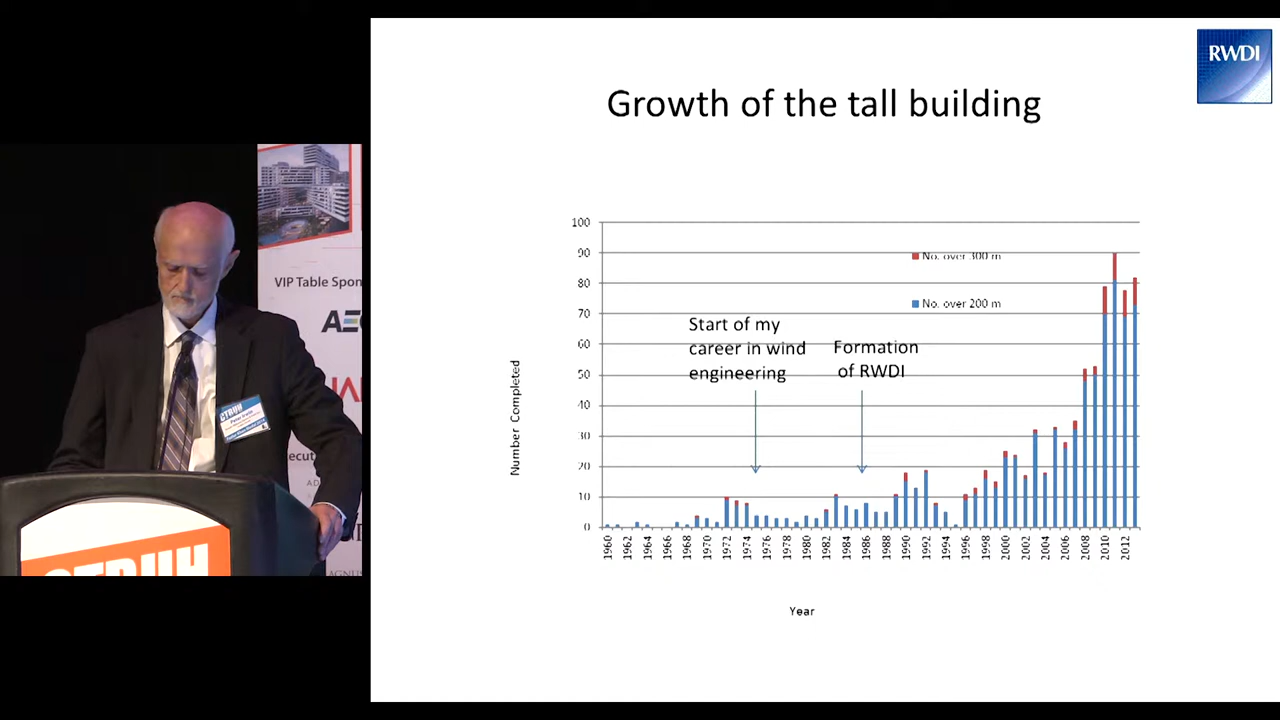 RWDI
Growth of the tall building
100
90
80
70
60
50
40
30
20
10
0
No. over 300 m
No. over 200 m
Start of my
career in wind
engineering
Formation
of RWDI
Number Completed
1960
1962
1964
1966
1968
1970
1972
1974
1976
1978
1980
1982
1984
1986
1988
1990
1992
1994
1996
1998
2000
2002
2004
2006
2008
2010
2012
Year
VIP Table Spon
AE
CTBUH
CTBUH